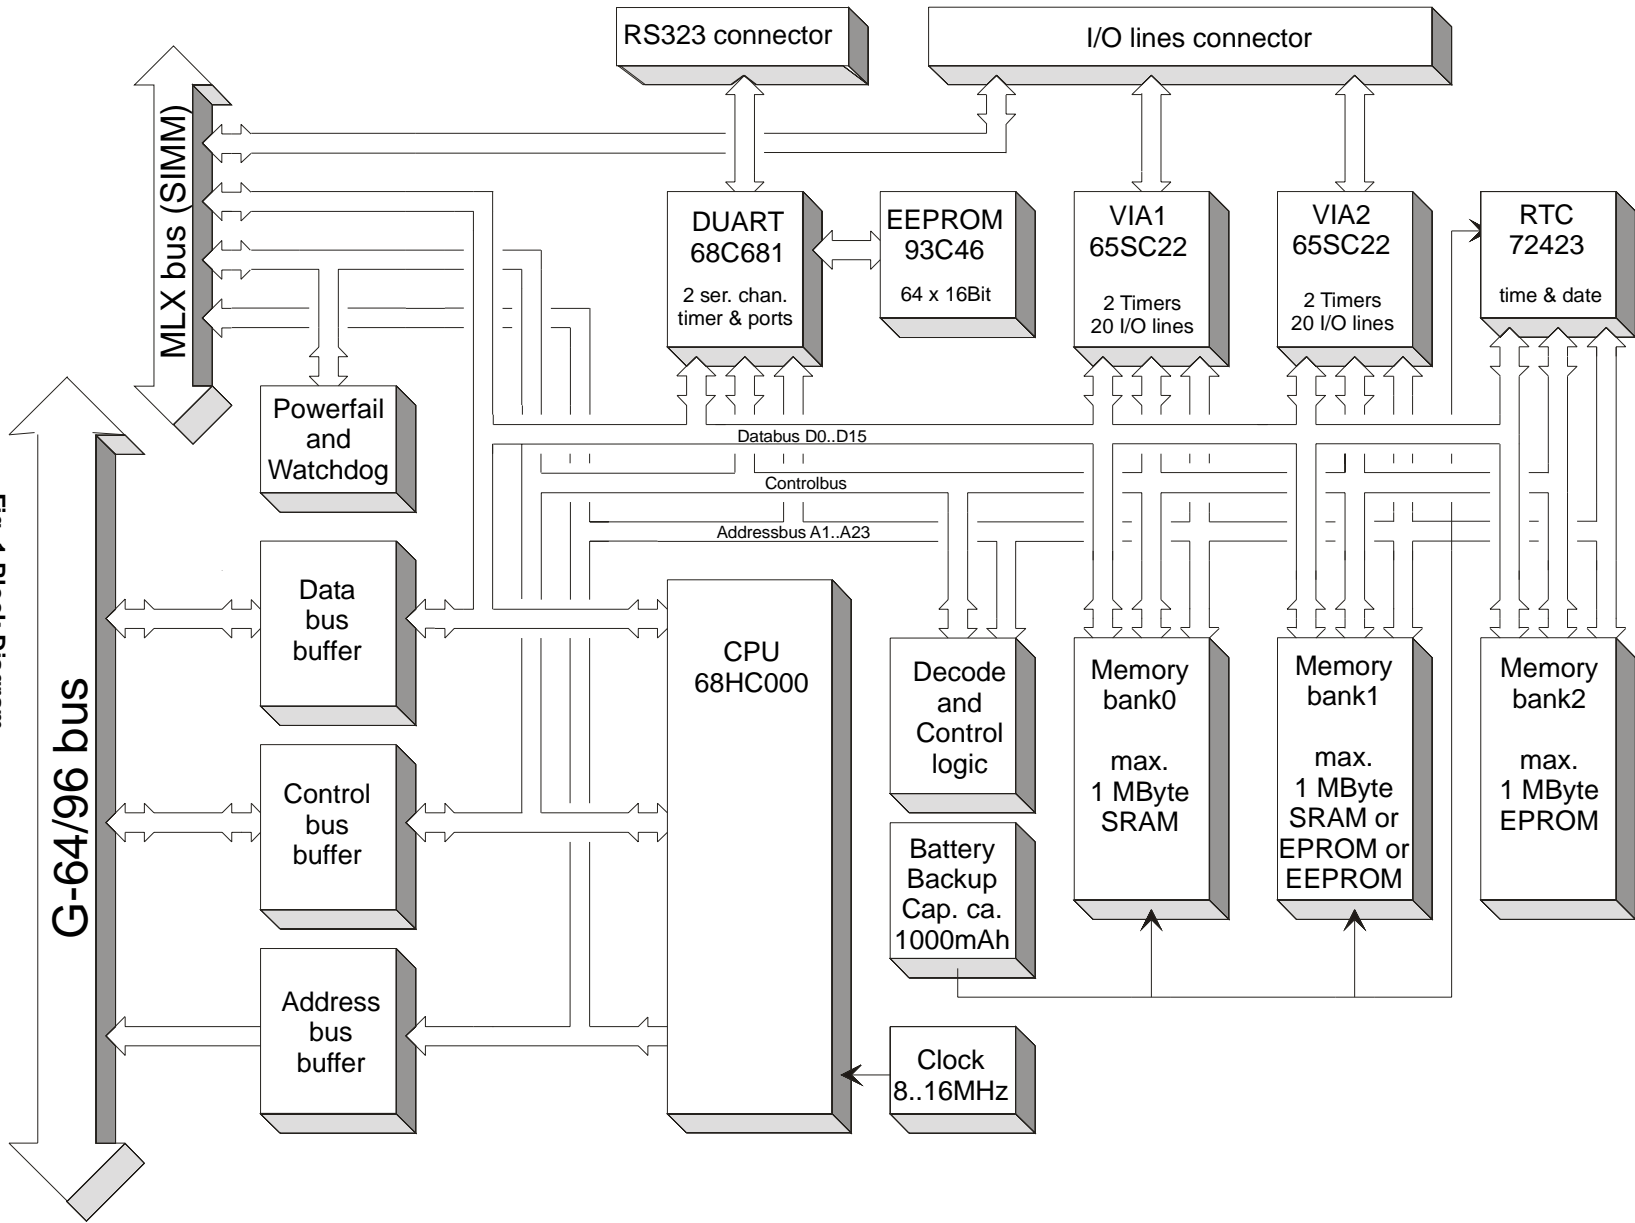 RS323 connector
I/O lines connector
MLX bus (SIMM)
DUART
68C681
2 ser. chan.
timer & ports
EEPROM
93C46
64 x 16Bit
VIA1
65SC22
2 Timers
20 I/O lines
VIA2
65SC22
2 Timers
20 I/O lines
RTC
72423
time & date
Powerfail
and
Watchdog
Databus D0..D15
Controlbus
Addressbus A1..A23
G-64/96 bus
Data
bus
buffer
Control
bus
buffer
Address
bus
buffer
CPU
68HC000
Decode
and
Control
logic
Battery
Backup
Cap. ca.
1000mAh
Clock
8..16MHz
Memory
bank0
max.
1 MByte
SRAM
Memory
bank1
max.
1 MByte
SRAM or
EPROM or
EEPROM
Memory
bank2
max.
1 MByte
EPROM